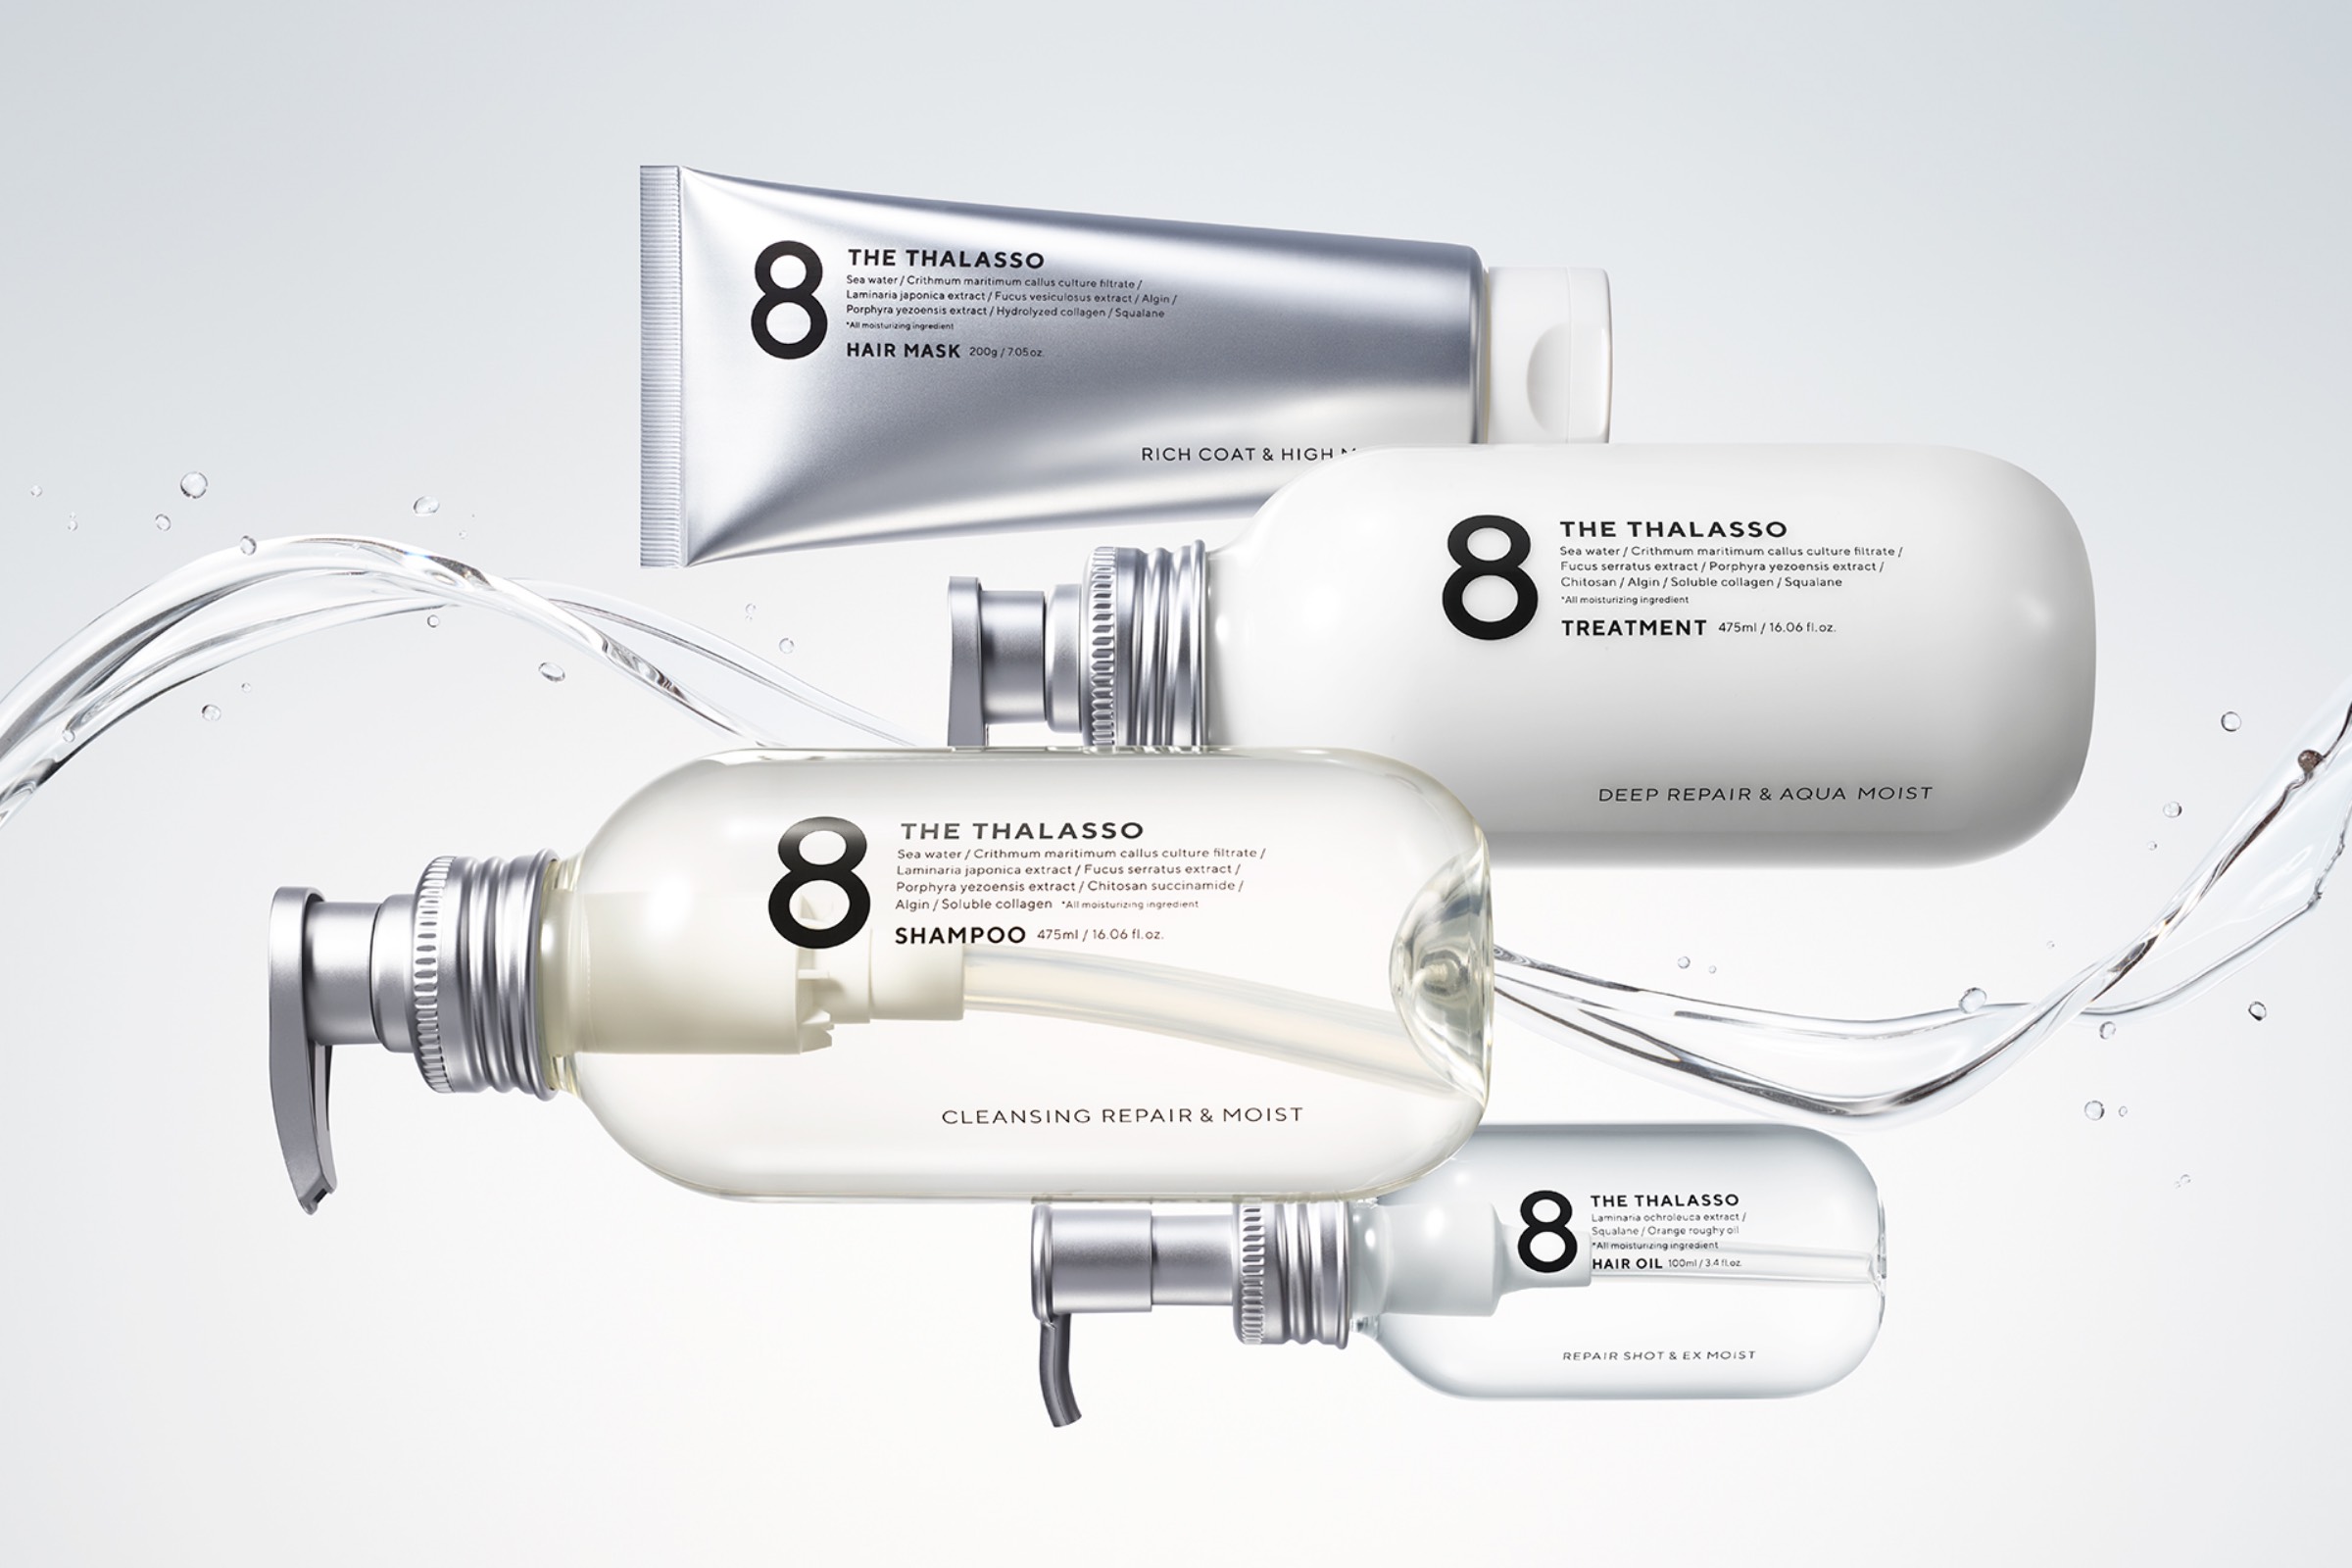 8
THE THALASSO
Sea water / Crithmum maritimum callus culture filtrate /
Laminaria japonica extract / Fucus vesiculosus extract / Algin /
Porphyra yezoensis extract / Hydrolyzed collagen / Squalane
*All moisturizing ingredient
HAIR MASK 200g / 7.05oz.
RICH COAT & HIGH
8
THE THALASSO
Sea water / Crithmum maritimum callus culture filtrate /
Fucus serratus extract / Porphyra yezoensis extract /
Chitosan / Algin / Soluble collagen / Squalane
*All moisturizing ingredient
TREATMENT 475ml / 16.06 fl.oz.
DEEP REPAIR & AQUA MOIST
8
THE THALASSO
Sea water / Crithmum maritimum callus culture filtrate /
Laminaria japonica extract / Fucus serratus extract /
Porphyra yezoensis extract / Chitosan succinamide /
Algin / Soluble collagen *All moisturizing ingredient
SHAMPOO 475ml / 16.06 fl.oz.
CLEANSING REPAIR & MOIST
8
THE THALASSO
Laminaria ochroleuca extract /
Squalane / Orange roughy oil
*All moisturizing ingredient
HAIR OIL 100ml / 3.4 fl.oz.
REPAIR SHOT & EX MOIST